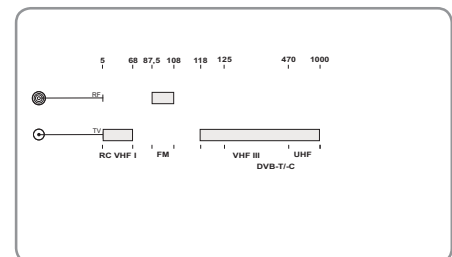 5 68 87,5 108 118 125 470 1000
RF
TV
RC VHF I FM VHF III UHF
DVB-T/-C